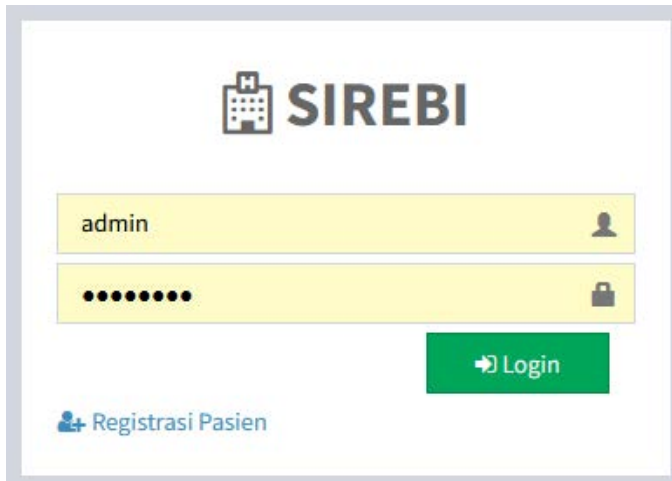 SIREBI
admin
••••••••
Login
Registrasi Pasien